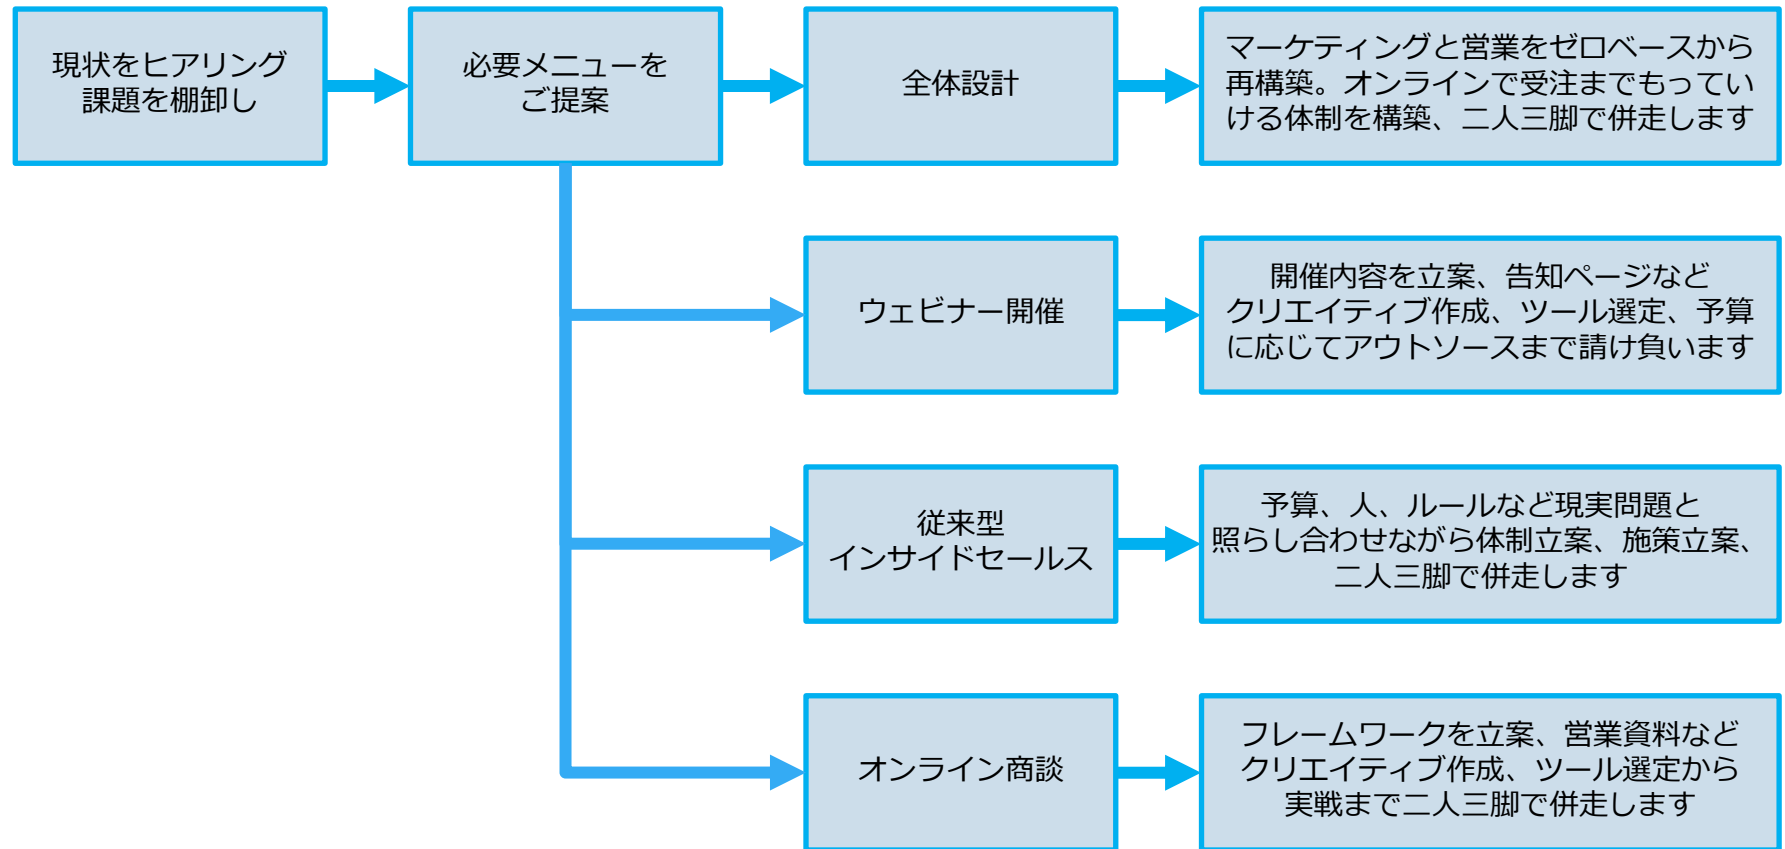 現状をヒアリング
課題を棚卸し
必要メニューを
ご提案
全体設計
マーケティングと営業をゼロベースから
再構築。オンラインで受注までもってい
ける体制を構築、二人三脚で併走します
ウェビナー開催
開催内容を立案、告知ページなど
クリエイティブ作成、ツール選定、予算
に応じてアウトソースまで請け負います
従来型
インサイドセールス
予算、人、ルールなど現実問題と
照らし合わせながら体制立案、施策立案、
二人三脚で併走します
オンライン商談
フレームワークを立案、営業資料など
クリエイティブ作成、ツール選定から
実戦まで二人三脚で併走します